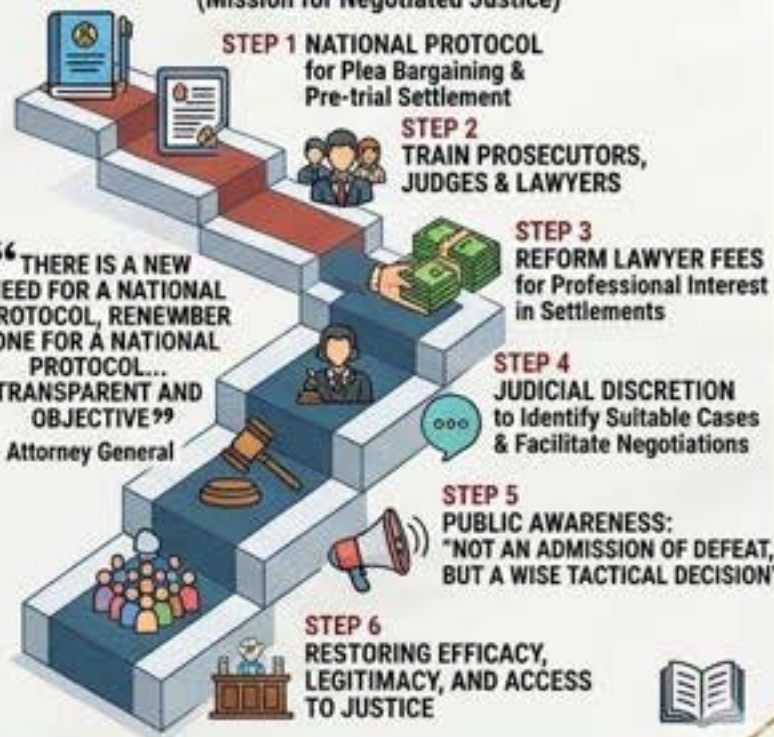 (Mission for Negotiated Justice)
STEP 1 NATIONAL PROTOCOL
for Plea Bargaining &
Pre-trial Settlement
STEP 2
TRAIN PROSECUTORS,
JUDGES & LAWYERS
STEP 3
REFORM LAWYER FEES
for Professional Interest
in Settlements
“THERE IS A NEW
NEED FOR A NATIONAL
PROTOCOL, RENEMBER
ONE FOR A NATIONAL
PROTOCOL...
TRANSPARENT AND
OBJECTIVE”
Attorney General
STEP 4
JUDICIAL DISCRETION
to Identify Suitable Cases
& Facilitate Negotiations
STEP 5
PUBLIC AWARENESS:
"NOT AN ADMISSION OF DEFEAT,
BUT A WISE TACTICAL DECISION"
STEP 6
RESTORING EFFICACY,
LEGITIMACY, AND ACCESS
TO JUSTICE